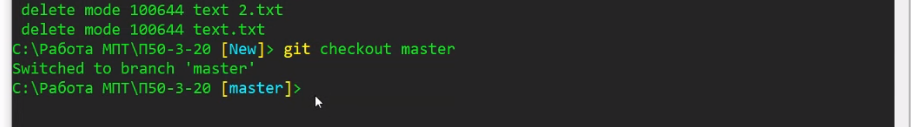 delete mode 100644 text 2.txt
delete mode 100644 text.txt
C:\Работа МПТ\П50-3-20 [New]> git checkout master
Switched to branch 'master'
C:\Работа МПТ\П50-3-20 [master]>